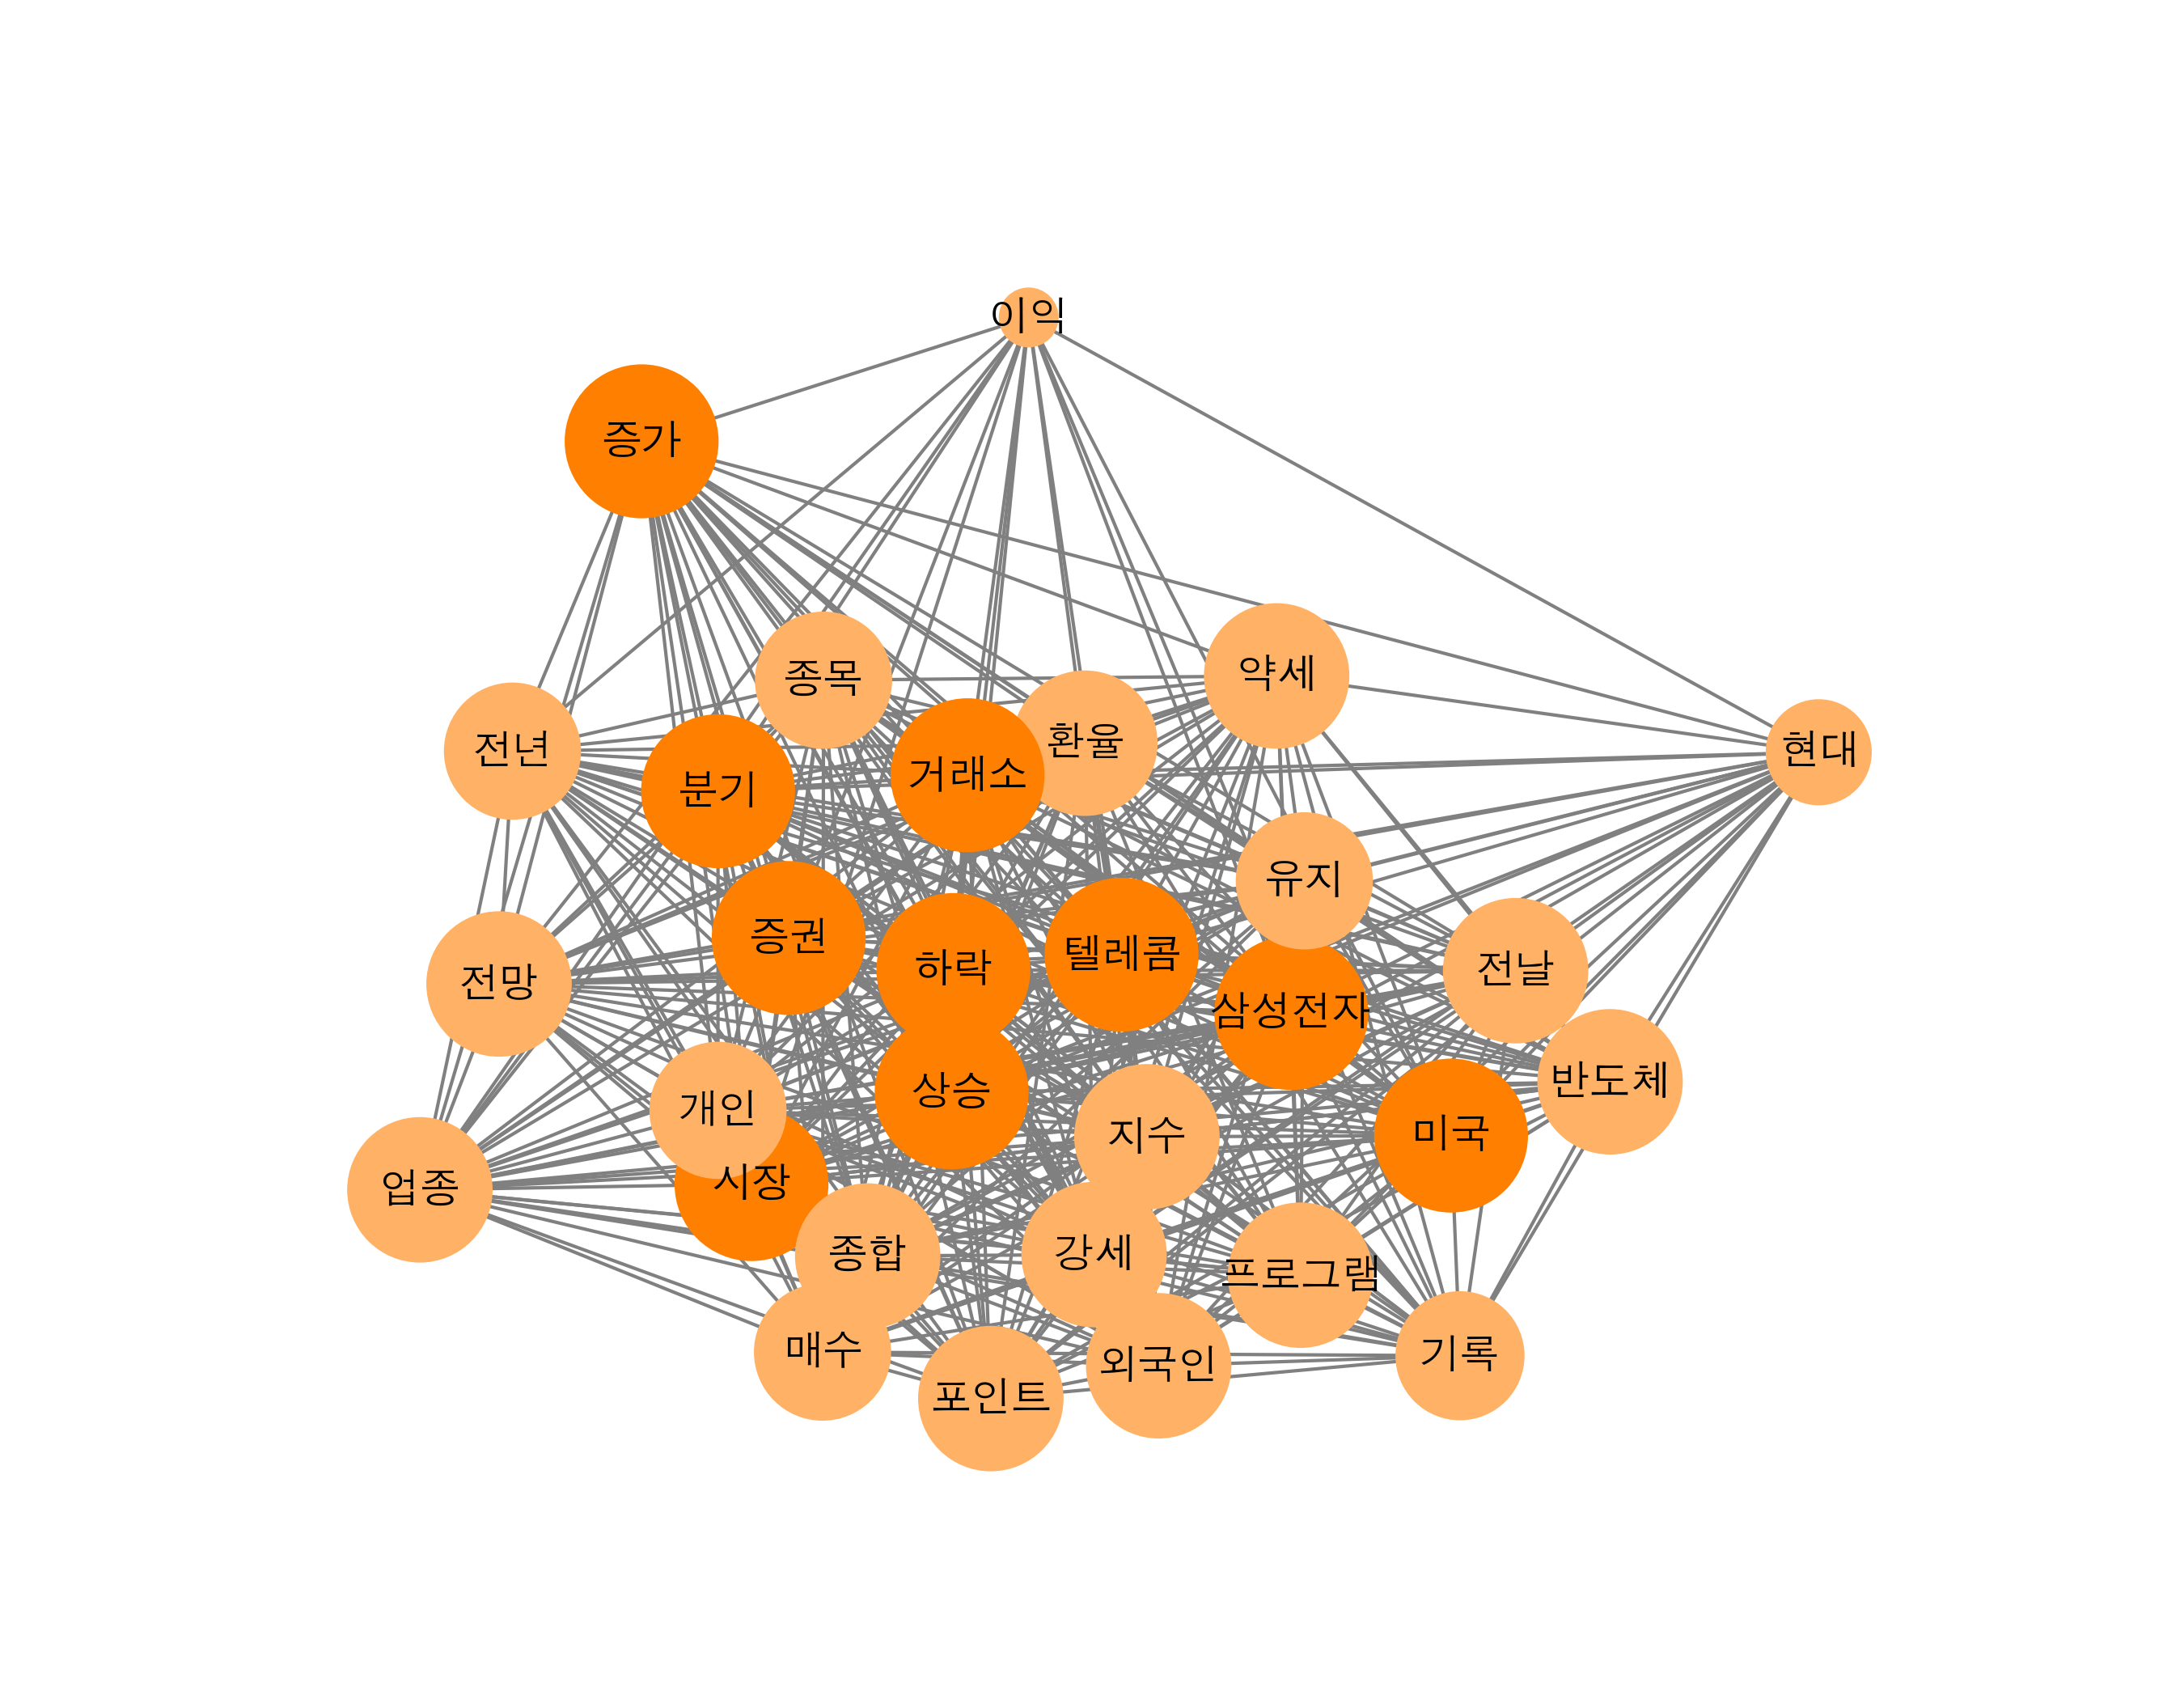 이익
증가
약세
종목
환율
전년
현대
거래소
분기
유지
증권
텔레콤
하락
전날
전망
삼성전자
반도체
상승
개인
미국
지수
시장
업종
종합
강세
프로그램
매수
기록
외국인
포인트